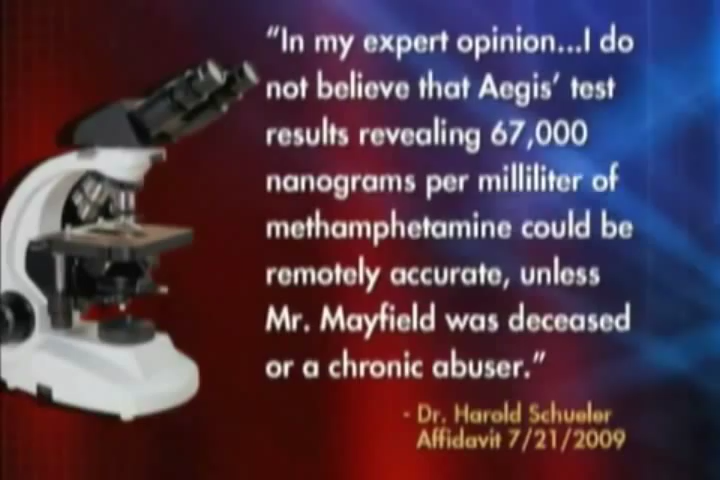 “In my expert opinion...I do
not believe that Aegis’ test
results revealing 67,000
nanograms per milliliter of
methamphetamine could be
remotely accurate, unless
Mr. Mayfield was deceased
or a chronic abuser.”
- Dr. Harold Schueler
Affidavit 7/21/2009